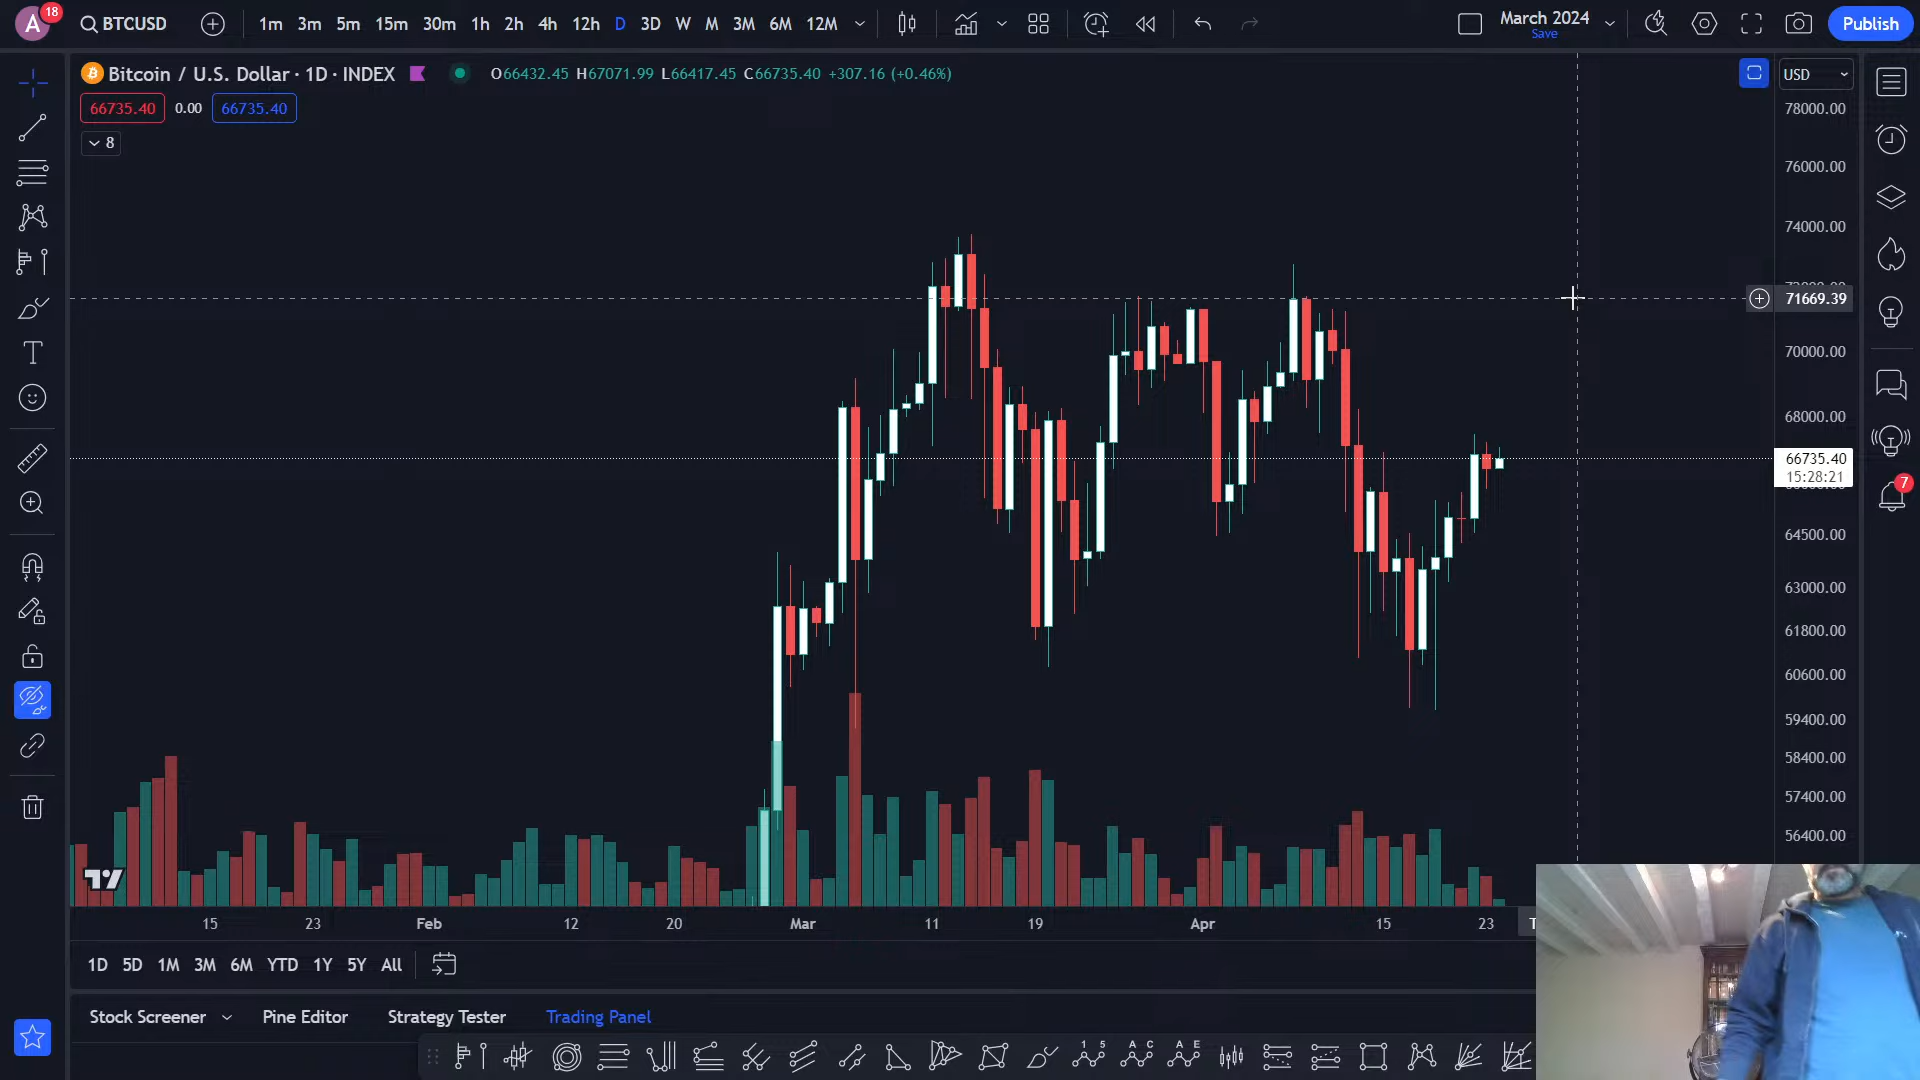 A 18 BTCUSD 1m 3m 5m 15m 30m 1h 2h 4h 12h D 3D W M 3M 6M 12M March 2024 Save Publish
Bitcoin / U.S. Dollar · 1D · INDEX O66432.45 H67071.99 L66417.45 C66735.40 +307.16 (+0.46%) USD
66735.40 0.00 66735.40
8
78000.00
76000.00
74000.00
71669.39
70000.00
68000.00
66735.40
15:28:21
7
64500.00
63000.00
61800.00
60600.00
59400.00
58400.00
57400.00
56400.00
15 23 Feb 12 20 Mar 11 19 Apr 15 23
1D 5D 1M 3M 6M YTD 1Y 5Y All
Stock Screener Pine Editor Strategy Tester Trading Panel
1 5 A C A E